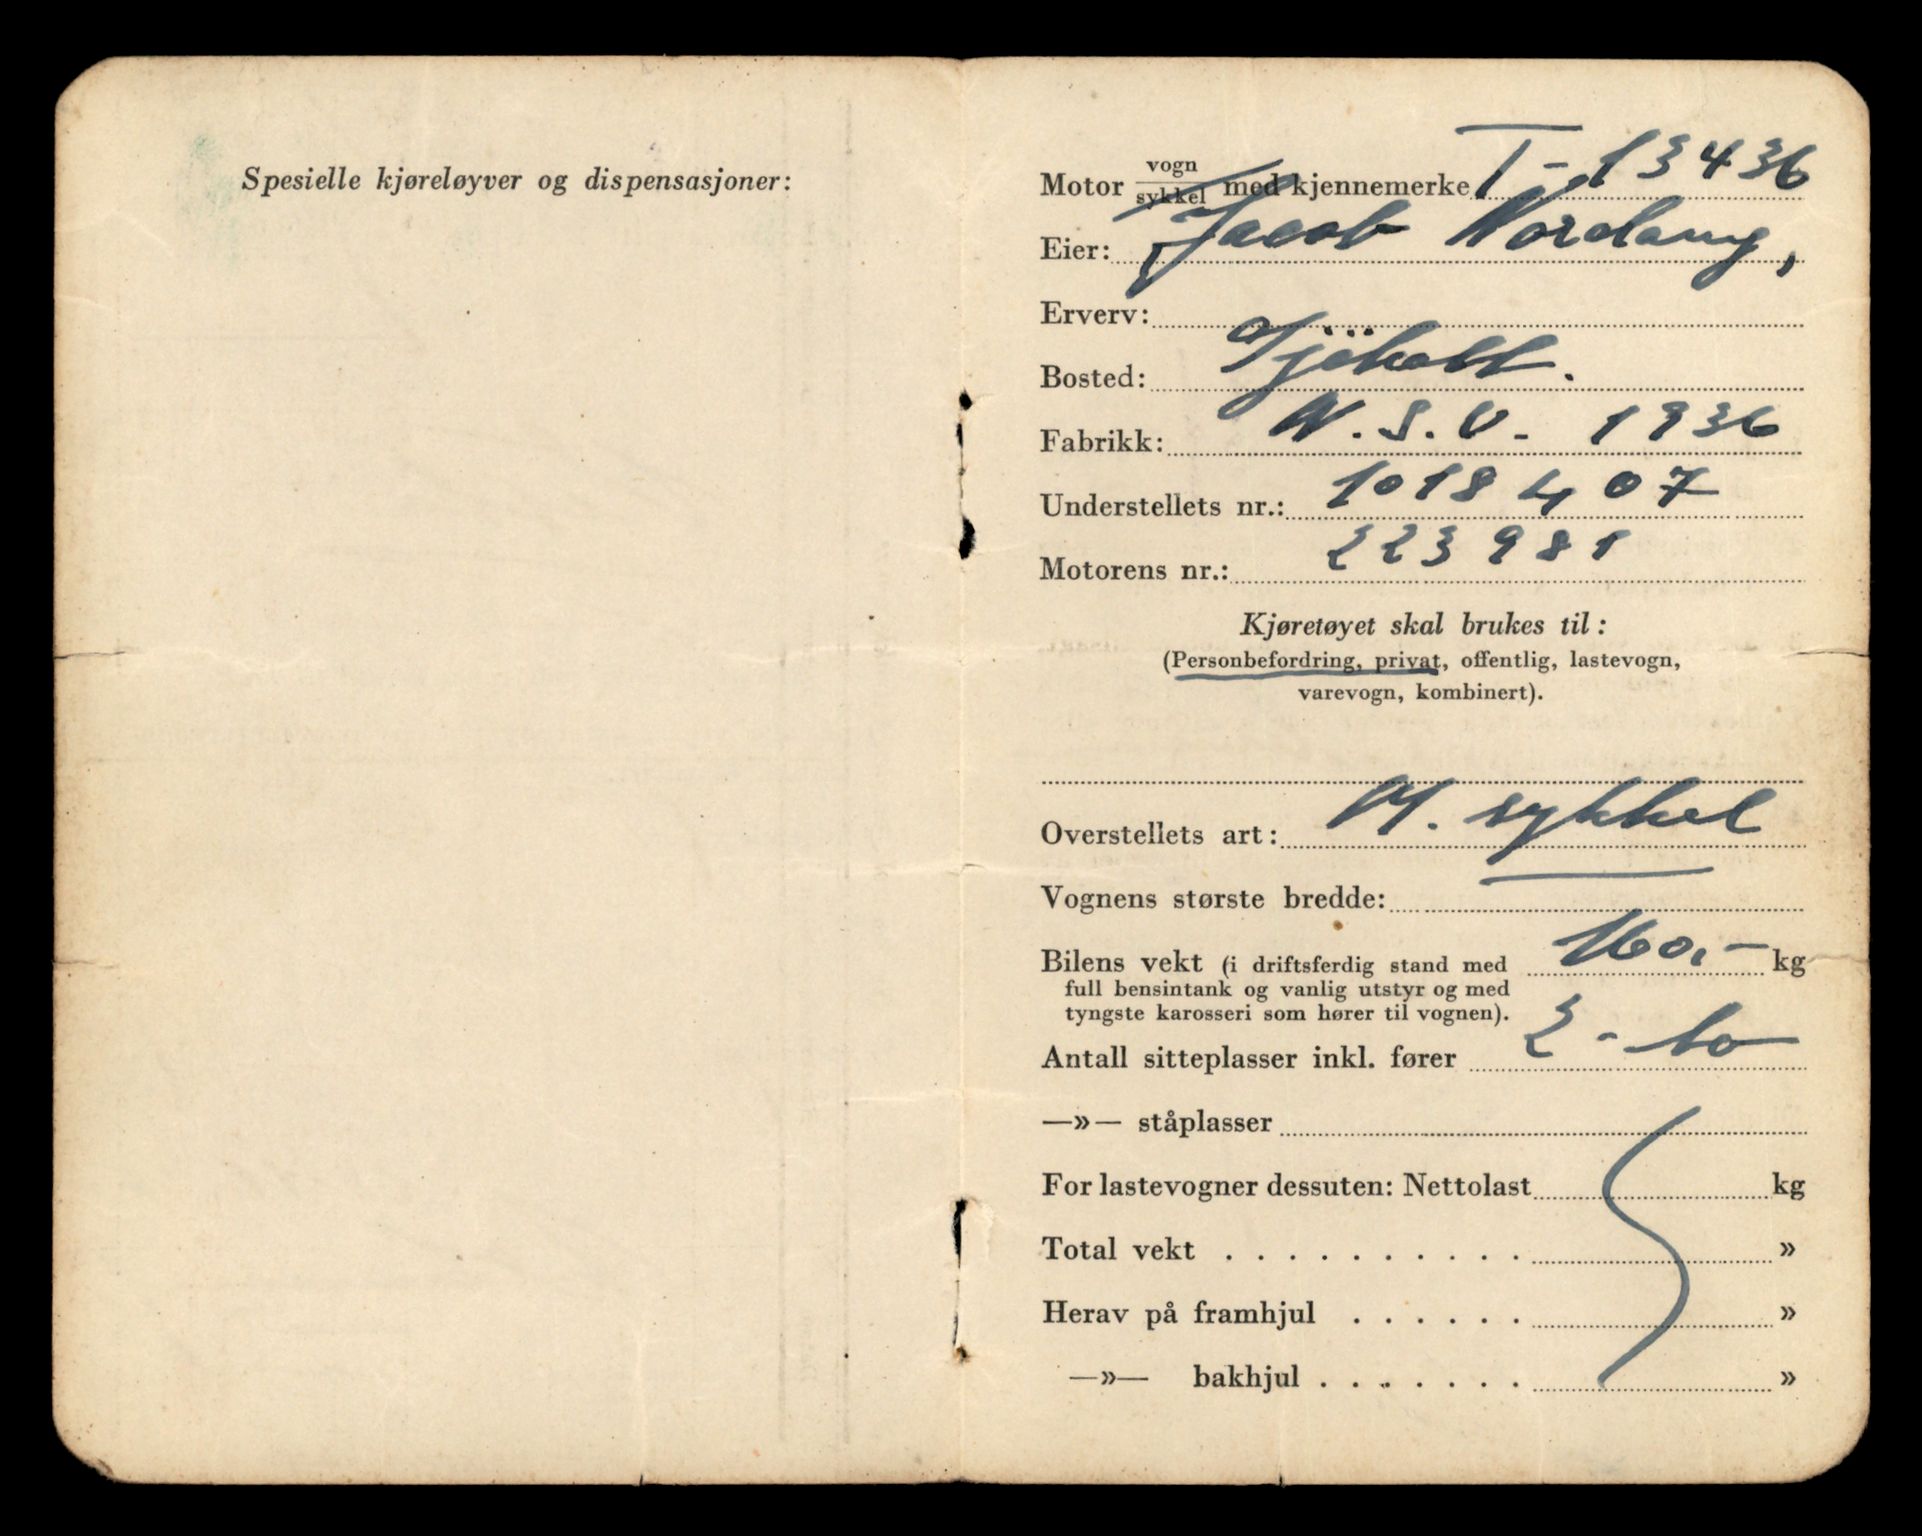 Spesielle kjøreløyver og dispensasjoner:
Motor vogn/sykkel med kjennemerke T-13436
Eier: Jacob Nordang,
Erverv:
Bosted: Sjöholt.
Fabrikk: N.S.U. 1936
Understellets nr.: 1018407
Motorens nr.: 223981
Kjøretøyet skal brukes til:
(Personbefordring, privat, offentlig, lastevogn,
varevogn, kombinert).
Overstellets art: M. sykkel
Vognens største bredde:
Bilens vekt (i driftsferdig stand med 160,- kg
full bensintank og vanlig utstyr og med
tyngste karosseri som hører til vognen).
Antall sitteplasser inkl. fører 2 - to
—»— ståplasser
For lastevogner dessuten: Nettolast kg
Total vekt . . . . . . . . . . »
Herav på framhjul . . . . . . »
—»— bakhjul . . . . . . . »